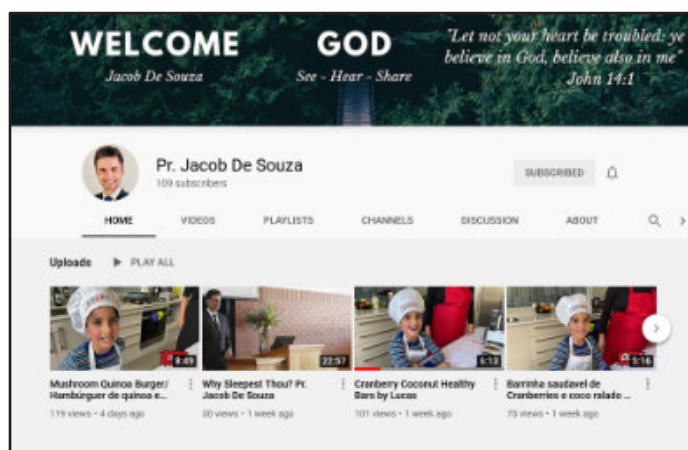 WELCOME
Jacob De Souza
GOD
See - Hear - Share
"Let not your heart be troubled: ye
believe in God, believe also in me"
John 14:1
Pr. Jacob De Souza
109 subscribers
SUBSCRIBED
HOME VIDEOS PLAYLISTS CHANNELS DISCUSSION ABOUT
Uploads PLAY ALL
8:49
22:57
6:13
5:16
Mushroom Quinoa Burger/
Hambúrguer de quinoa e...
119 views • 4 days ago
Why Sleepest Thou? Pr.
Jacob De Souza
30 views • 1 week ago
Cranberry Coconut Healthy
Bars by Lucas
101 views • 1 week ago
Barrinha saudavel de
Cranberries e coco ralado ...
75 views • 1 week ago